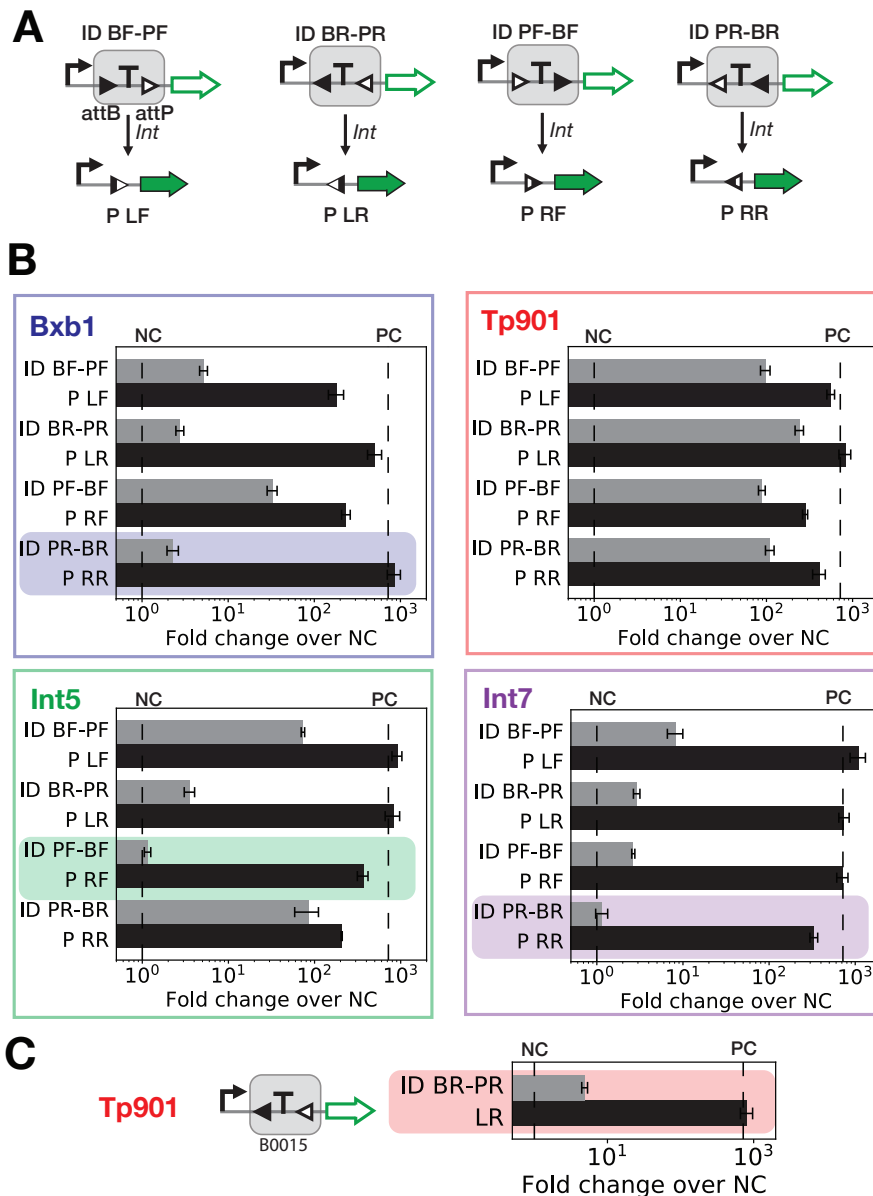 A
ID BF-PF
ID BR-PR
ID PF-BF
ID PR-BR
attB
attP
Int
Int
Int
Int
P LF
P LR
P RF
P RR
B
Bxb1
NC
PC
ID BF-PF
P LF
ID BR-PR
P LR
ID PF-BF
P RF
ID PR-BR
P RR
10^0
10^1
10^2
10^3
Fold change over NC
Tp901
NC
PC
ID BF-PF
P LF
ID BR-PR
P LR
ID PF-BF
P RF
ID PR-BR
P RR
10^0
10^1
10^2
10^3
Fold change over NC
Int5
NC
PC
ID BF-PF
P LF
ID BR-PR
P LR
ID PF-BF
P RF
ID PR-BR
P RR
10^0
10^1
10^2
10^3
Fold change over NC
Int7
NC
PC
ID BF-PF
P LF
ID BR-PR
P LR
ID PF-BF
P RF
ID PR-BR
P RR
10^0
10^1
10^2
10^3
Fold change over NC
C
Tp901
B0015
NC
PC
ID BR-PR
LR
10^1
10^3
Fold change over NC